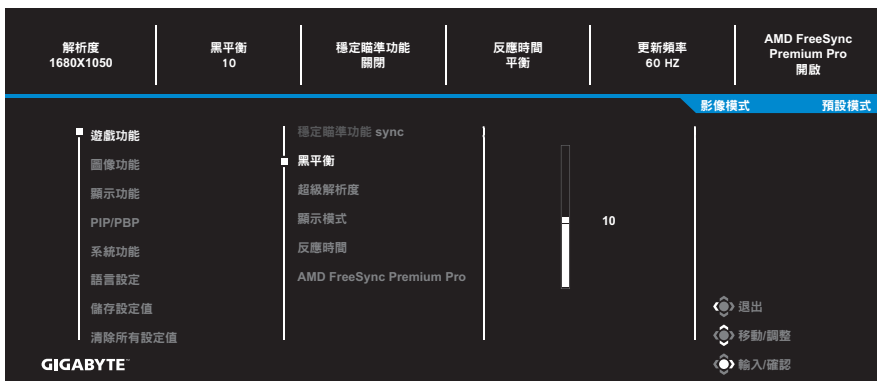 解析度
1680X1050
黑平衡
10
穩定瞄準功能
關閉
反應時間
平衡
更新頻率
60 HZ
AMD FreeSync
Premium Pro
開啟
影像模式 預設模式
遊戲功能
圖像功能
顯示功能
PIP/PBP
系統功能
語言設定
儲存設定值
清除所有設定值
穩定瞄準功能 sync
黑平衡
超級解析度
顯示模式
反應時間
AMD FreeSync Premium Pro
10
退出
移動/調整
輸入/確認
GIGABYTE™